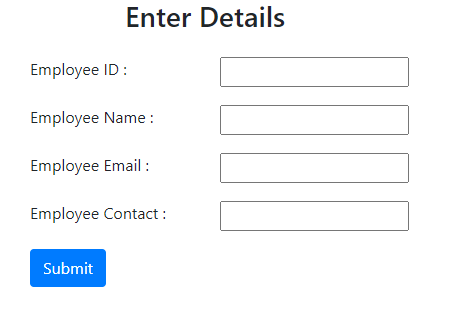 Enter Details
Employee ID :
Employee Name :
Employee Email :
Employee Contact :
Submit